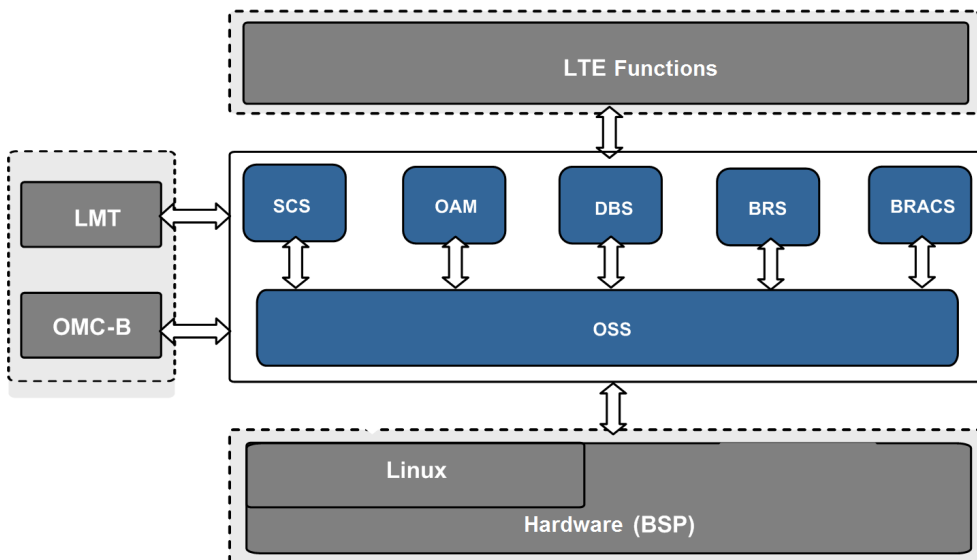 LTE Functions
LMT
OMC-B
SCS
OAM
DBS
BRS
BRACS
OSS
Linux
Hardware (BSP)